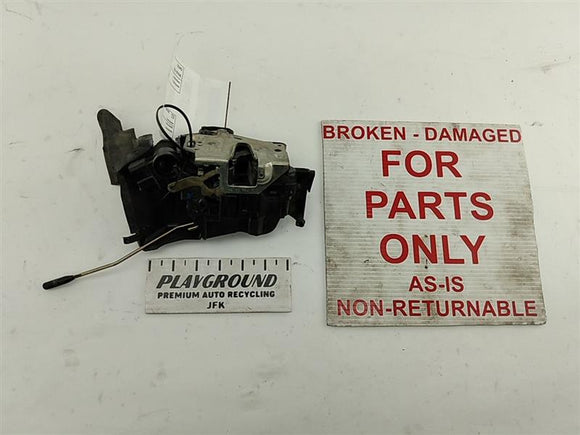 BROKEN - DAMAGED
FOR
PARTS
ONLY
AS-IS
NON-RETURNABLE
PLAYGROUND
PREMIUM AUTO RECYCLING
JFK